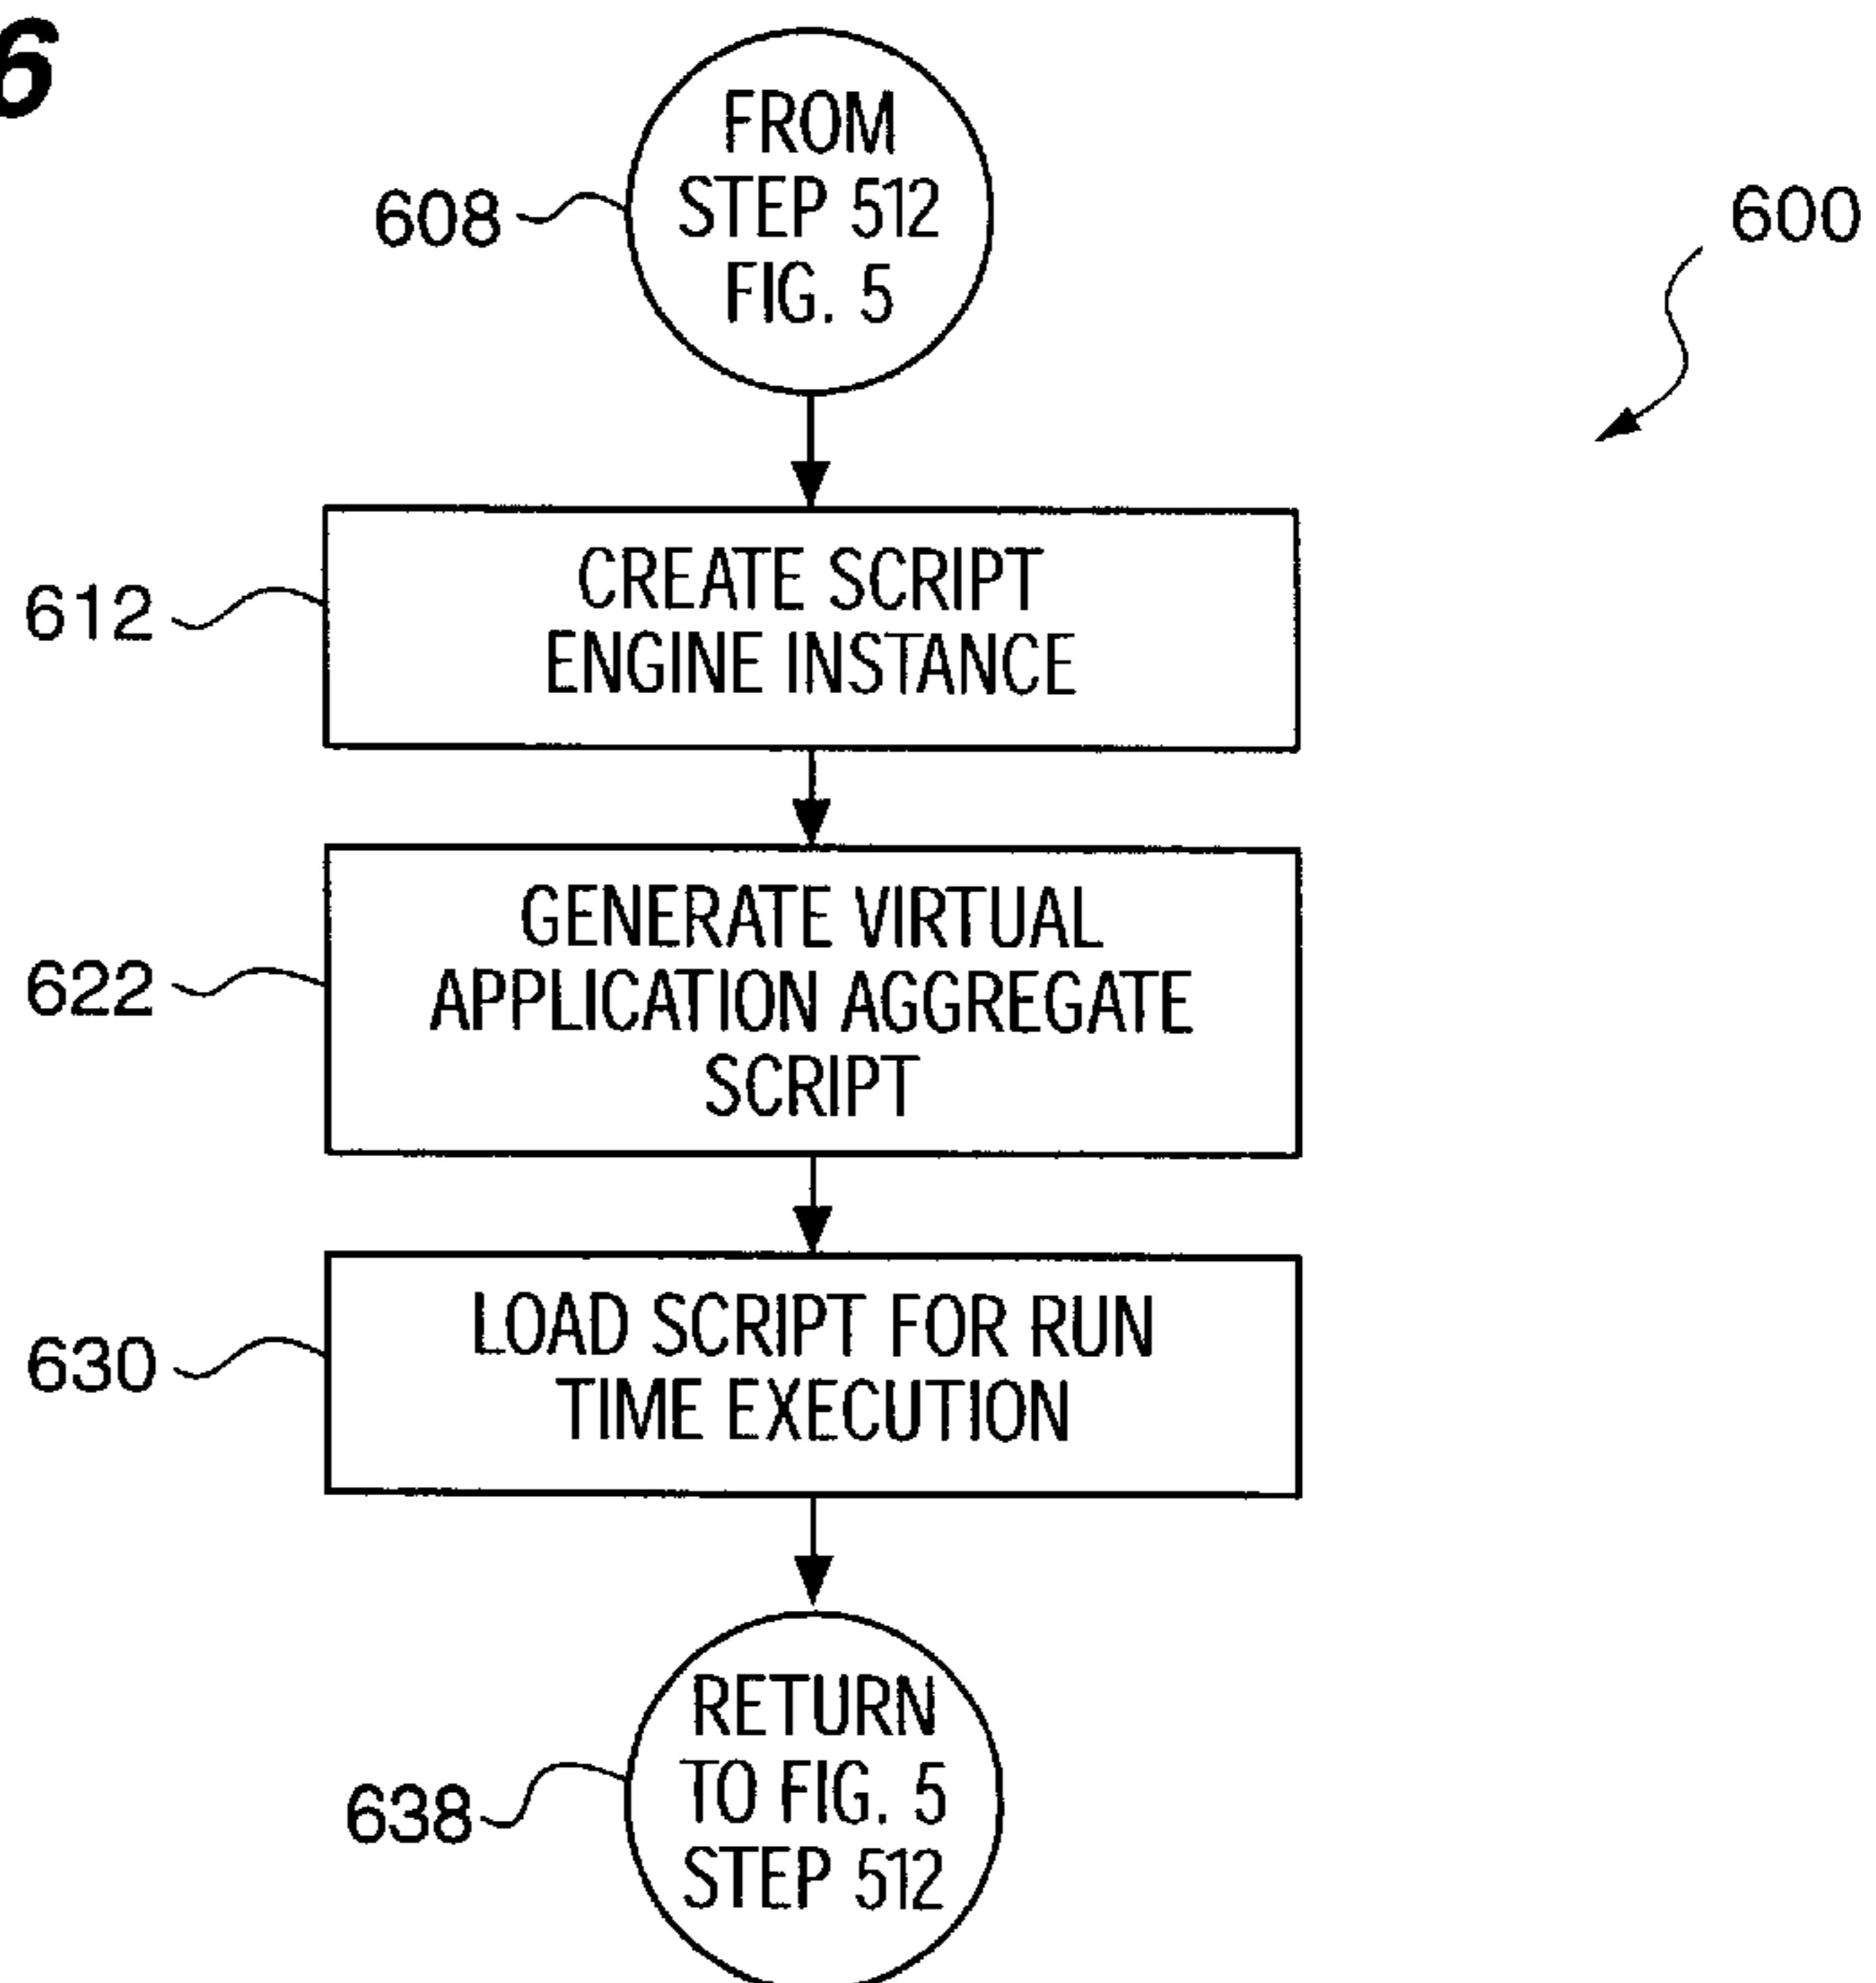 6
FROM
STEP 512
FIG. 5
608
600
CREATE SCRIPT
ENGINE INSTANCE
612
GENERATE VIRTUAL
APPLICATION AGGREGATE
SCRIPT
622
LOAD SCRIPT FOR RUN
TIME EXECUTION
630
RETURN
TO FIG. 5
STEP 512
638